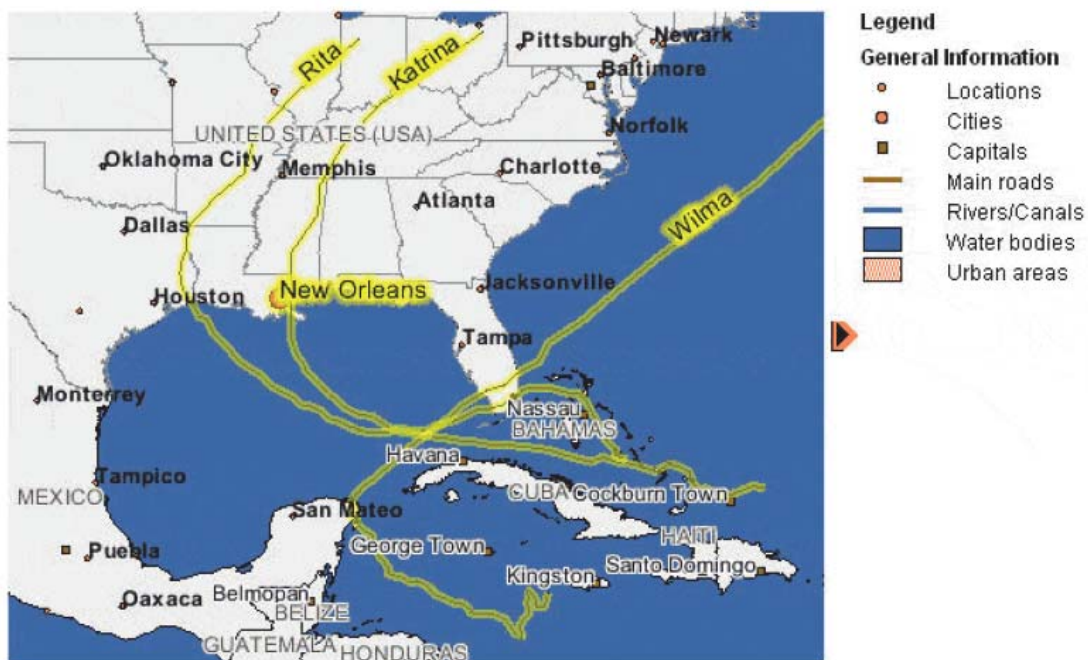 Rita
Katrina
Pittsburgh
Newark
Baltimore
UNITED STATES (USA)
Norfolk
Oklahoma City
Memphis
Charlotte
Atlanta
Wilma
Dallas
Houston
New Orleans
Jacksonville
Tampa
Monterrey
Nassau
BAHAMAS
Havana
Tampico
MEXICO
CUBA
Cockburn Town
San Mateo
HAITI
George Town
Puebla
Kingston
Santo Domingo
Oaxaca
Belmopan
BELIZE
GUATEMALA
HONDURAS
Legend
General Information
Locations
Cities
Capitals
Main roads
Rivers/Canals
Water bodies
Urban areas